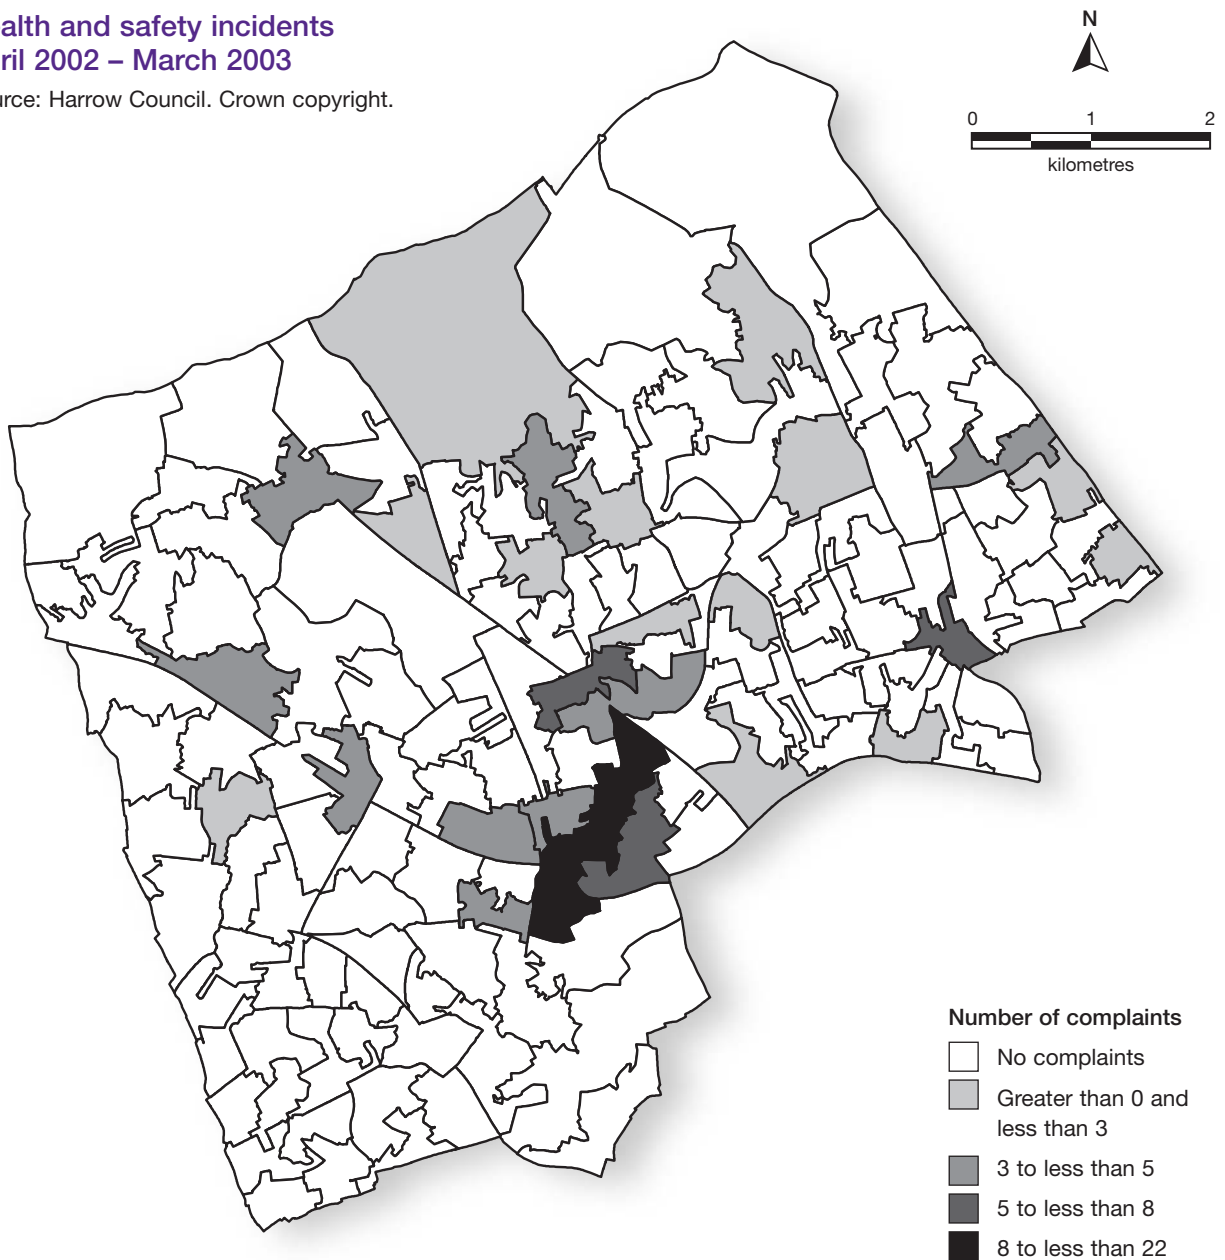 alth and safety incidents
ril 2002 – March 2003
urce: Harrow Council. Crown copyright.
N
0 1 2
kilometres
Number of complaints
No complaints
Greater than 0 and
less than 3
3 to less than 5
5 to less than 8
8 to less than 22